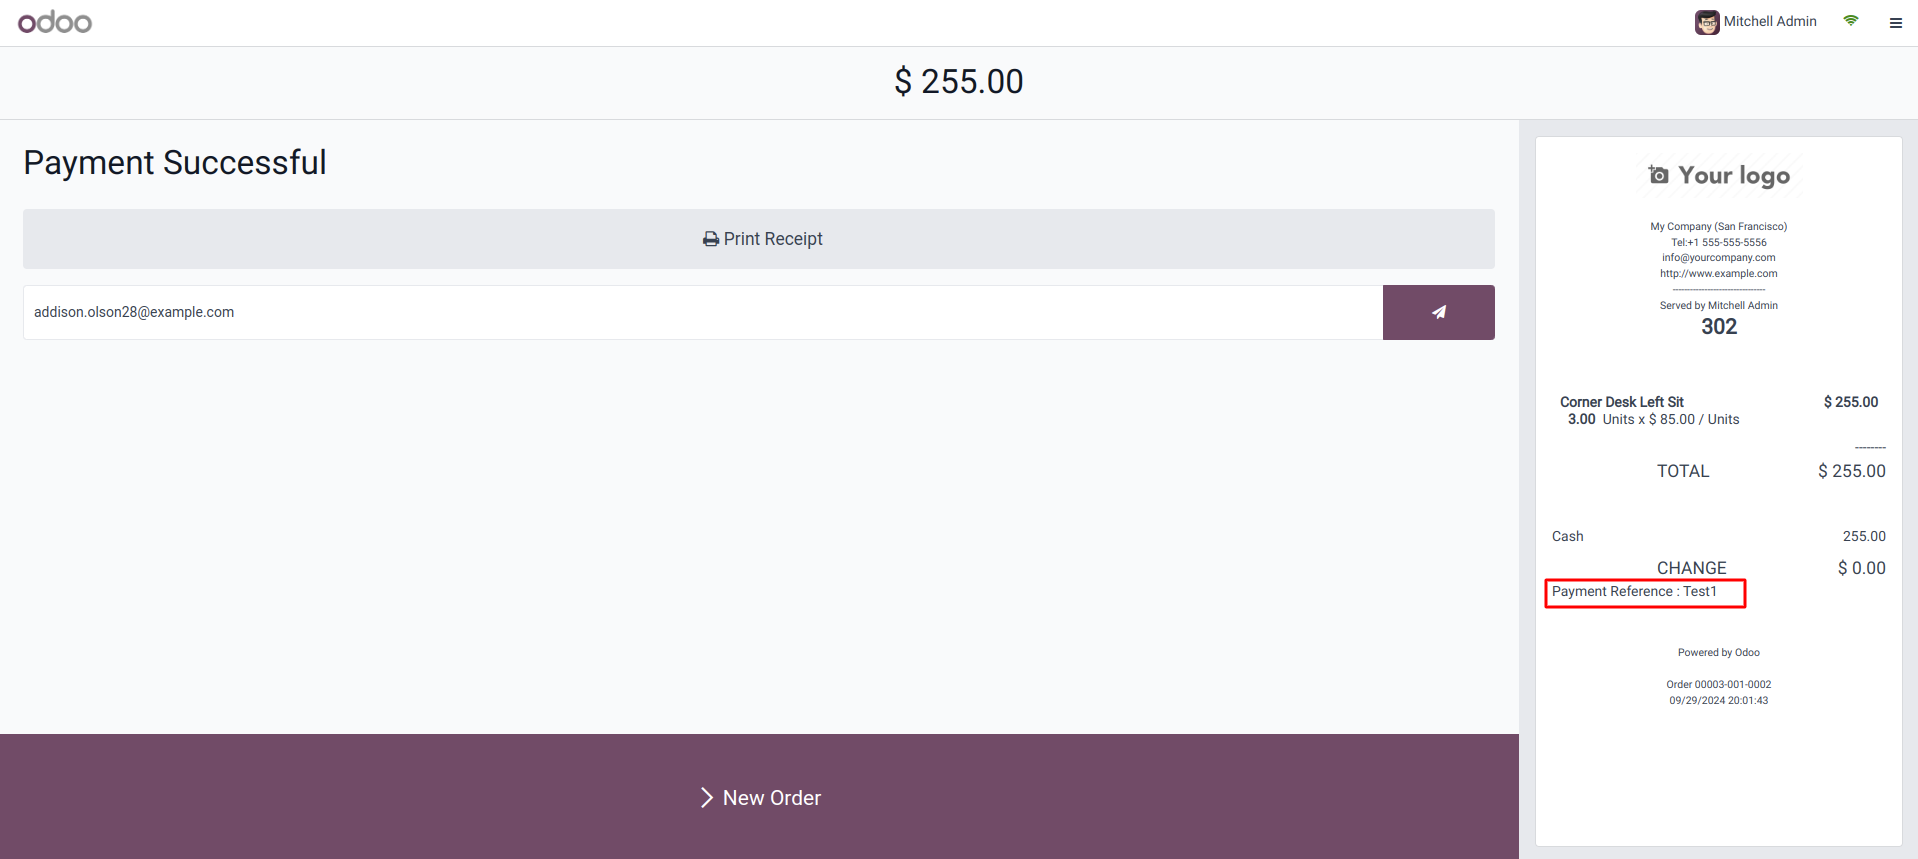 odoo
Mitchell Admin
$ 255.00
Payment Successful
Print Receipt
addison.olson28@example.com
New Order
Your logo
My Company (San Francisco)
Tel:+1 555-555-5556
info@yourcompany.com
http://www.example.com
--------------------------------
Served by Mitchell Admin
302
Corner Desk Left Sit $ 255.00
3.00 Units x $ 85.00 / Units
--------
TOTAL $ 255.00
Cash 255.00
CHANGE $ 0.00
Payment Reference : Test1
Powered by Odoo
Order 00003-001-0002
09/29/2024 20:01:43